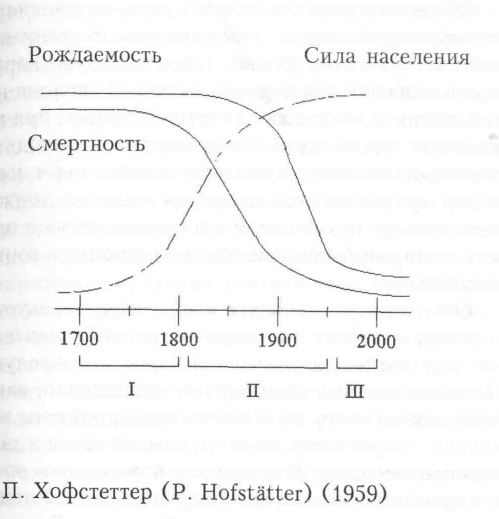 Рождаемость
Сила населения
Смертность
1700 1800 1900 2000
I II III
П. Хофстеттер (P. Hofstätter) (1959)